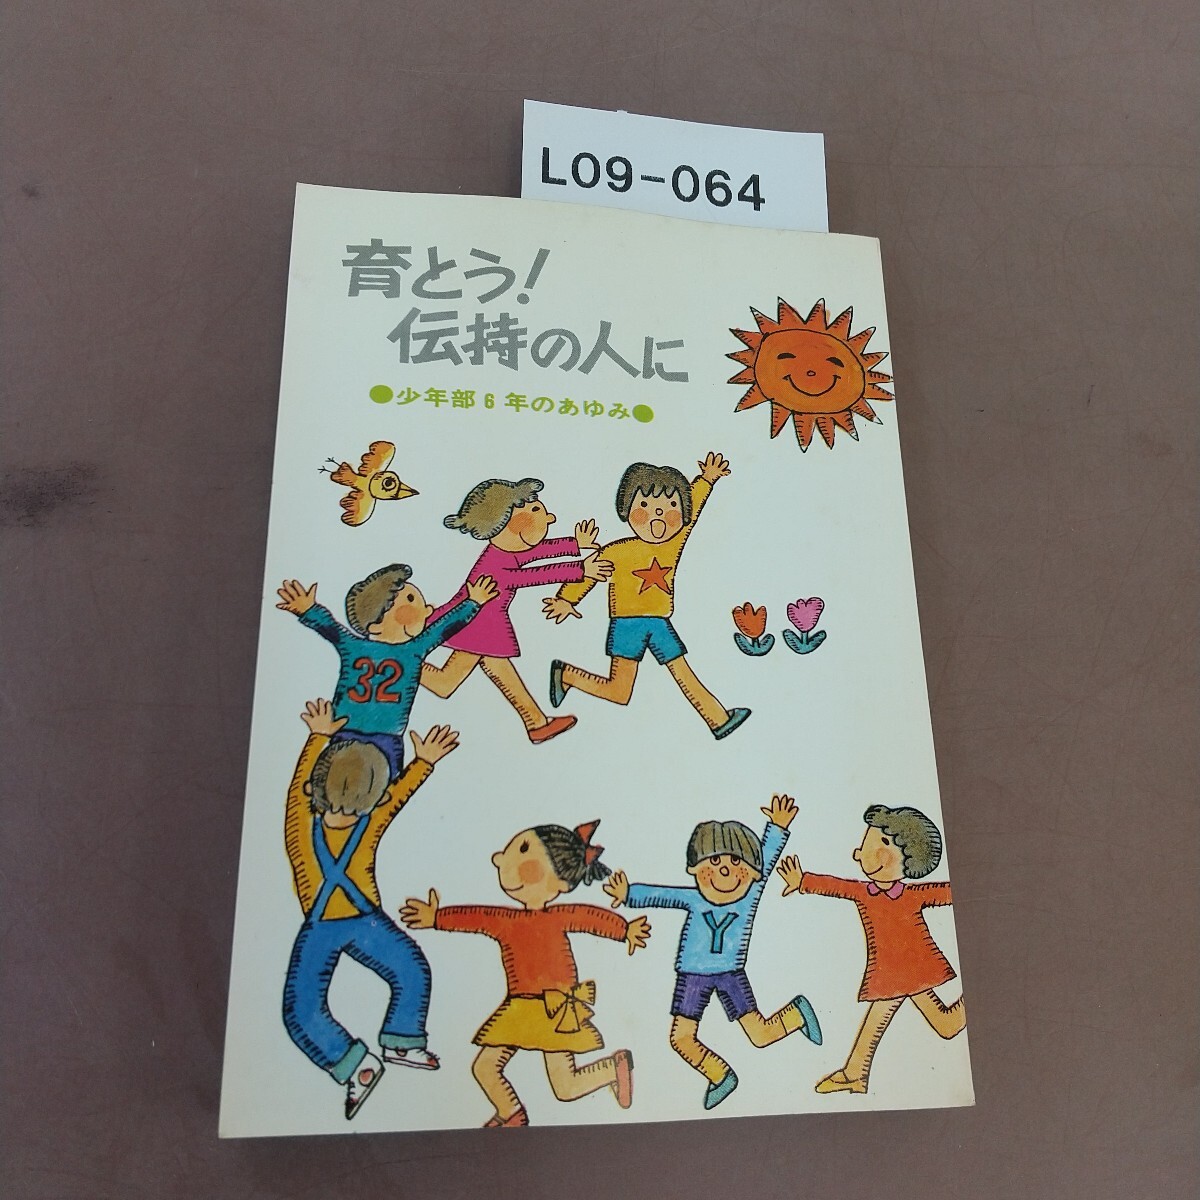 L09-064
育とう!
伝持の人に
●少年部6年のあゆみ●
32
Y